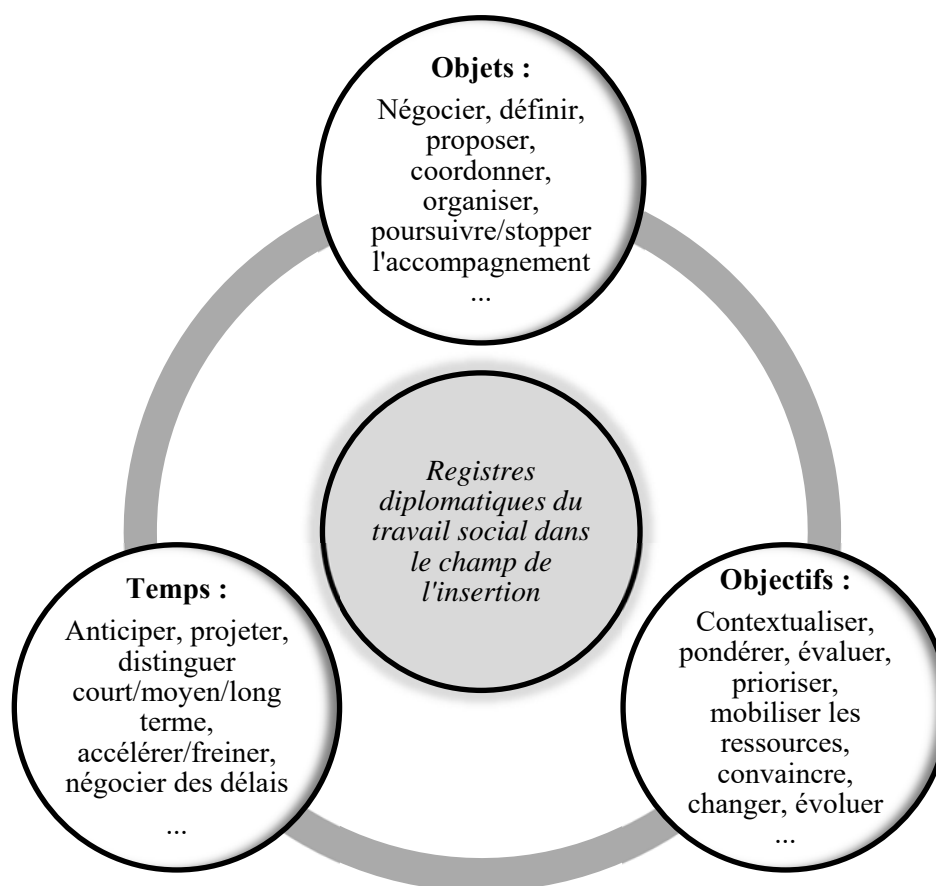 Objets :
Négocier, définir,
proposer,
coordonner,
organiser,
poursuivre/stopper
l'accompagnement
...
Registres
diplomatiques du
travail social dans
le champ de
l'insertion
Temps :
Anticiper, projeter,
distinguer
court/moyen/long
terme,
accélérer/freiner,
négocier des délais
...
Objectifs :
Contextualiser,
pondérer, évaluer,
prioriser,
mobiliser les
ressources,
convaincre,
changer, évoluer
...